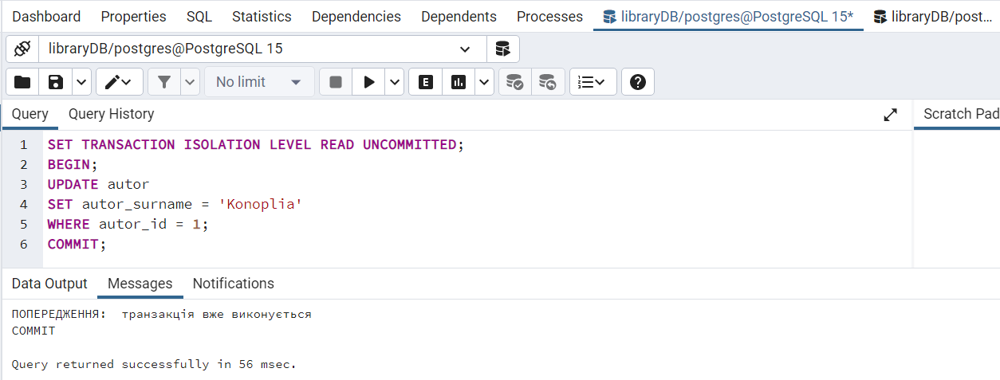 Dashboard Properties SQL Statistics Dependencies Dependents Processes libraryDB/postgres@PostgreSQL 15* libraryDB/post...
libraryDB/postgres@PostgreSQL 15
No limit E
Query Query History Scratch Pad
1 SET TRANSACTION ISOLATION LEVEL READ UNCOMMITTED;
2 BEGIN;
3 UPDATE autor
4 SET autor_surname = 'Konoplia'
5 WHERE autor_id = 1;
6 COMMIT;
Data Output Messages Notifications
ПОПЕРЕДЖЕННЯ:  транзакція вже виконується
COMMIT
Query returned successfully in 56 msec.